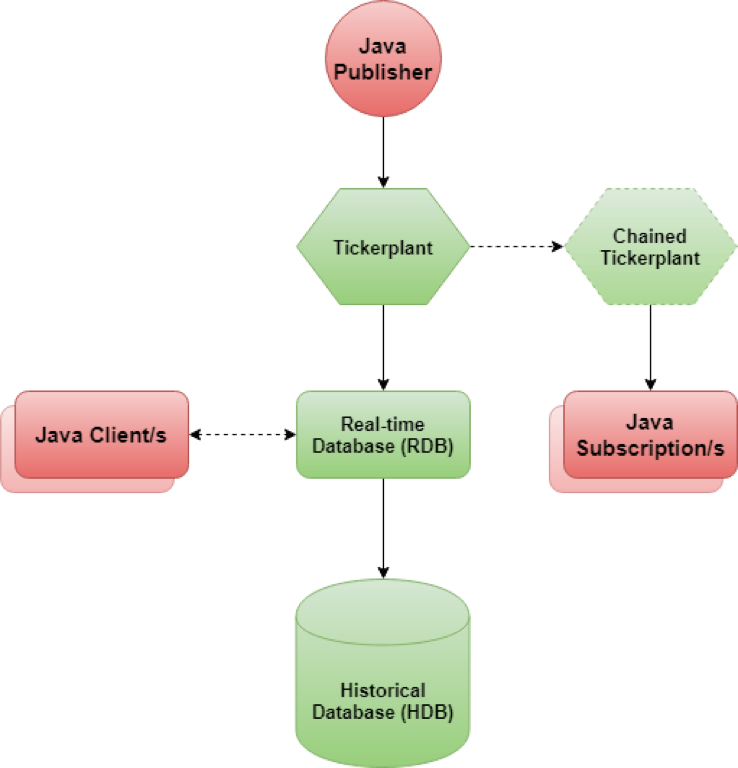 Java
Publisher
Tickerplant
Chained
Tickerplant
Java Client/s
Real-time
Database (RDB)
Java
Subscription/s
Historical
Database (HDB)